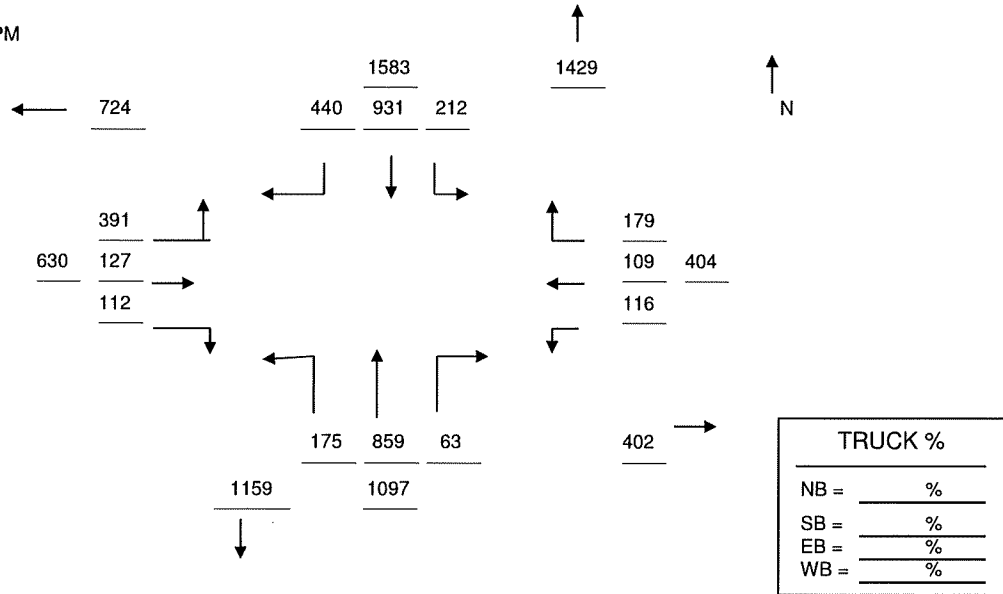 PM
1583
1429
724
440 931 212
N
391
179
630 127
109 404
112
116
175 859 63
402
1159
1097
TRUCK %
NB = %
SB = %
EB = %
WB = %